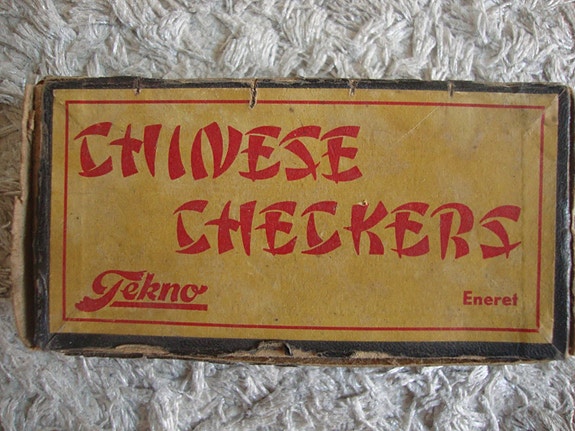 CHINESE
CHECKERS
Tekno
Eneret